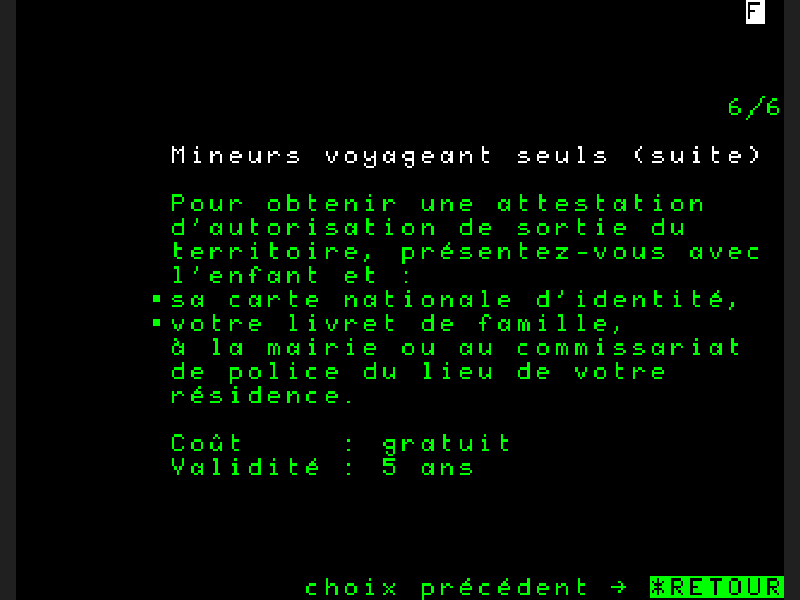 F
6/6
Mineurs voyageant seuls (suite)
Pour obtenir une attestation
d'autorisation de sortie du
territoire, présentez-vous avec
l'enfant et :
▪sa carte nationale d'identité,
▪votre livret de famille,
à la mairie ou au commissariat
de police du lieu de votre
résidence.
Coût : gratuit
Validité : 5 ans
choix précédent → *RETOUR